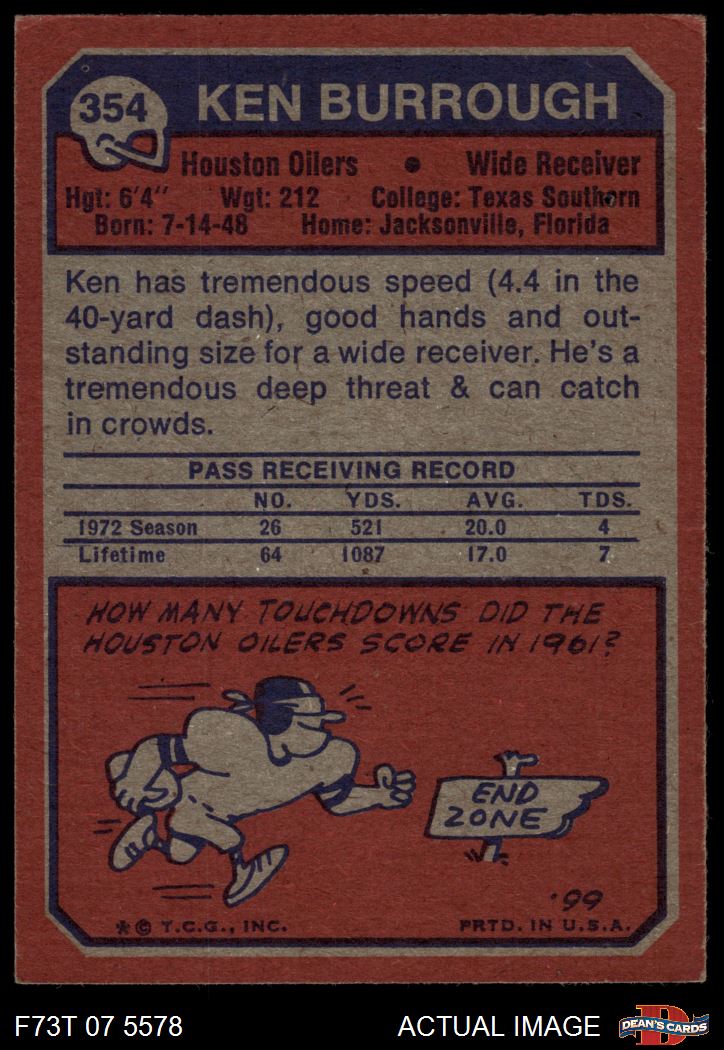 354 KEN BURROUGH
Houston Oilers • Wide Receiver
Hgt: 6'4" Wgt: 212 College: Texas Southern
Born: 7-14-48 Home: Jacksonville, Florida
Ken has tremendous speed (4.4 in the
40-yard dash), good hands and out-
standing size for a wide receiver. He's a
tremendous deep threat & can catch
in crowds.
PASS RECEIVING RECORD
NO. YDS. AVG. TDS.
1972 Season 26 521 20.0 4
Lifetime 64 1087 17.0 7
HOW MANY TOUCHDOWNS DID THE
HOUSTON OILERS SCORE IN 1961?
END
ZONE
'99
* © T.C.G., INC. PRTD. IN U.S.A.
F73T 07 5578 ACTUAL IMAGE
D
DEAN'S CARDS